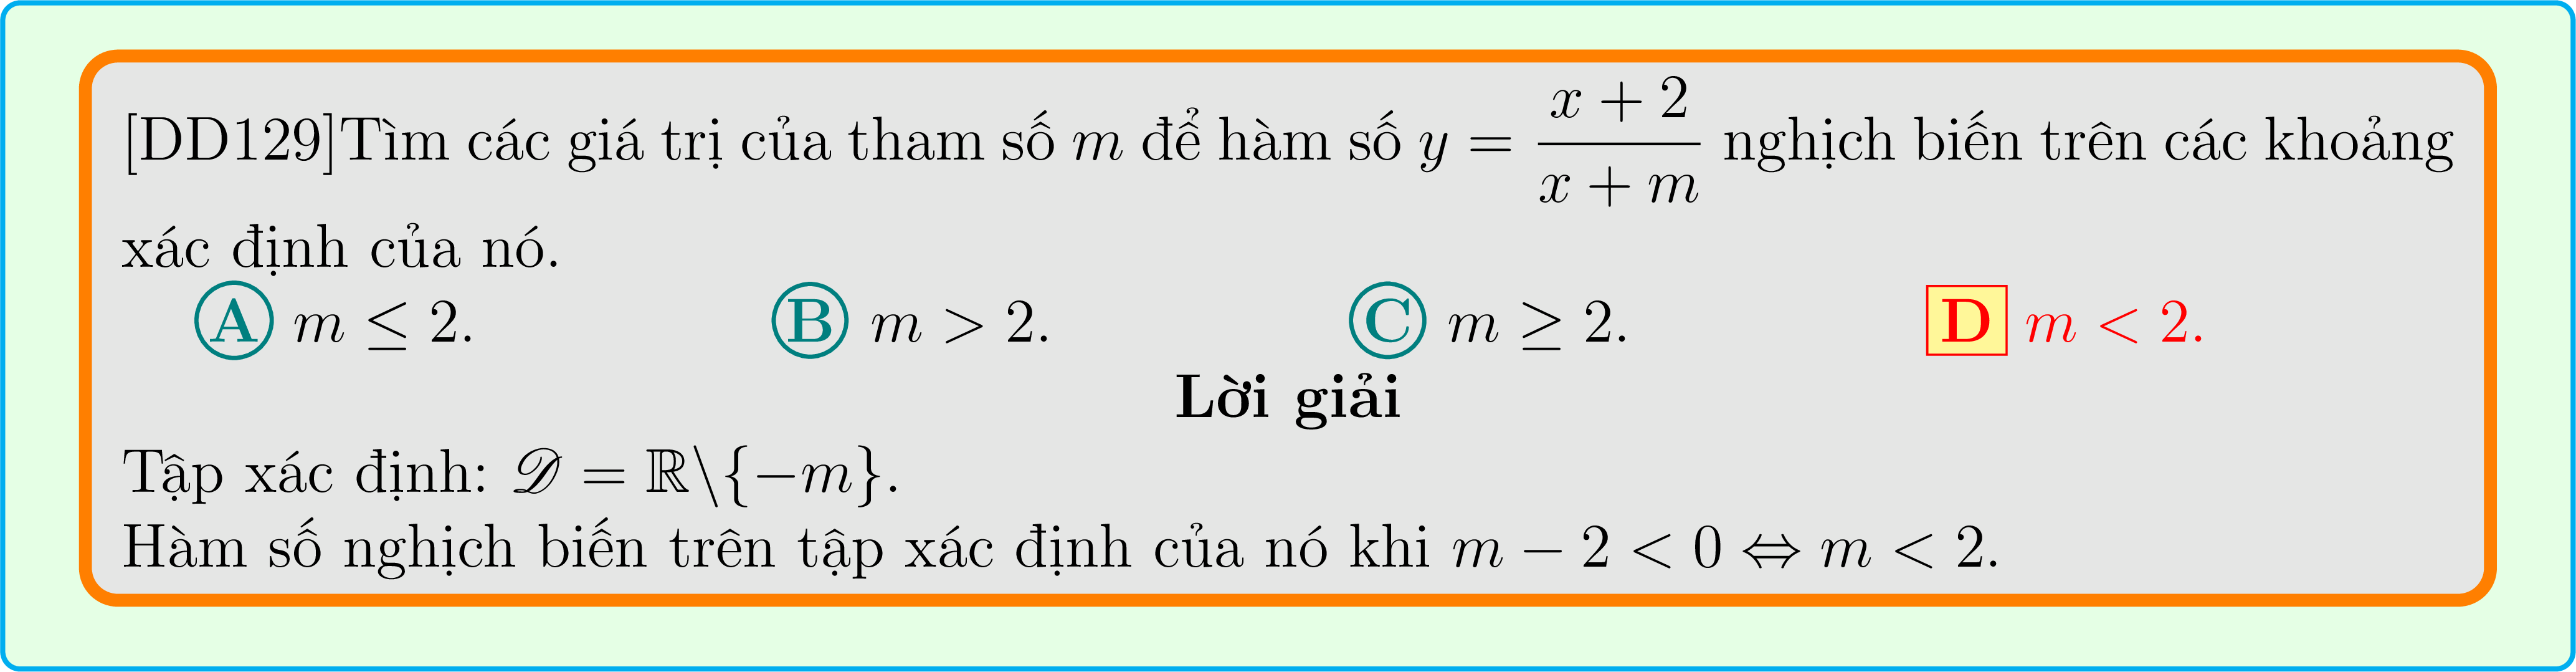 [DD129]Tìm các giá trị của tham số $m$ để hàm số $y = \dfrac{x+2}{x+m}$ nghịch biến trên các khoảng
xác định của nó.
A $m \leq 2$. B $m > 2$. C $m \geq 2$. D $m < 2$.
Lời giải
Tập xác định: $\mathscr{D} = \mathbb{R} \backslash \{-m\}$.
Hàm số nghịch biến trên tập xác định của nó khi $m - 2 < 0 \Leftrightarrow m < 2$.